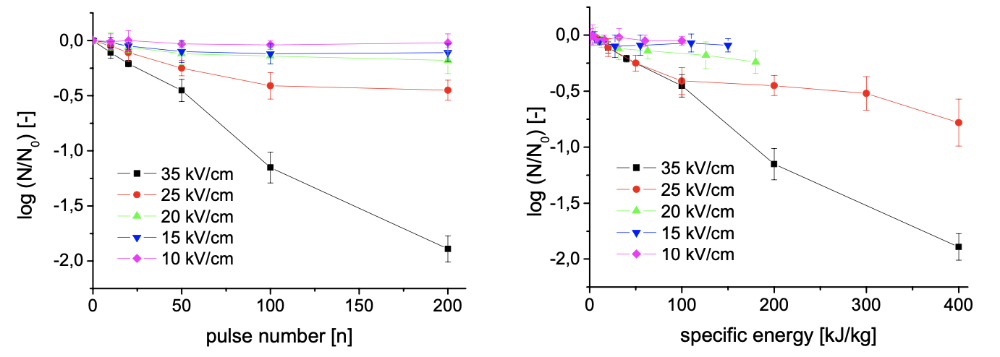 0,0
-0,5
-1,0
-1,5
-2,0
log (N/N0) [-]
35 kV/cm
25 kV/cm
20 kV/cm
15 kV/cm
10 kV/cm
0 50 100 150 200
pulse number [n]
0,0
-0,5
-1,0
-1,5
-2,0
log (N/N0) [-]
35 kV/cm
25 kV/cm
20 kV/cm
15 kV/cm
10 kV/cm
0 100 200 300 400
specific energy [kJ/kg]